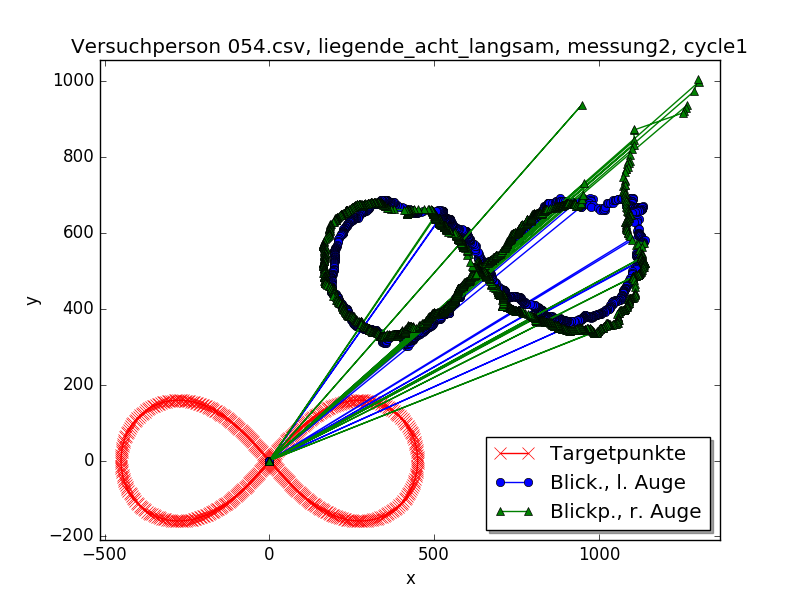 Versuchperson 054.csv, liegende_acht_langsam, messung2, cycle1
1000
800
600
400
200
0
−200
y
−500
0
500
1000
x
Targetpunkte
Blick., l. Auge
Blickp., r. Auge